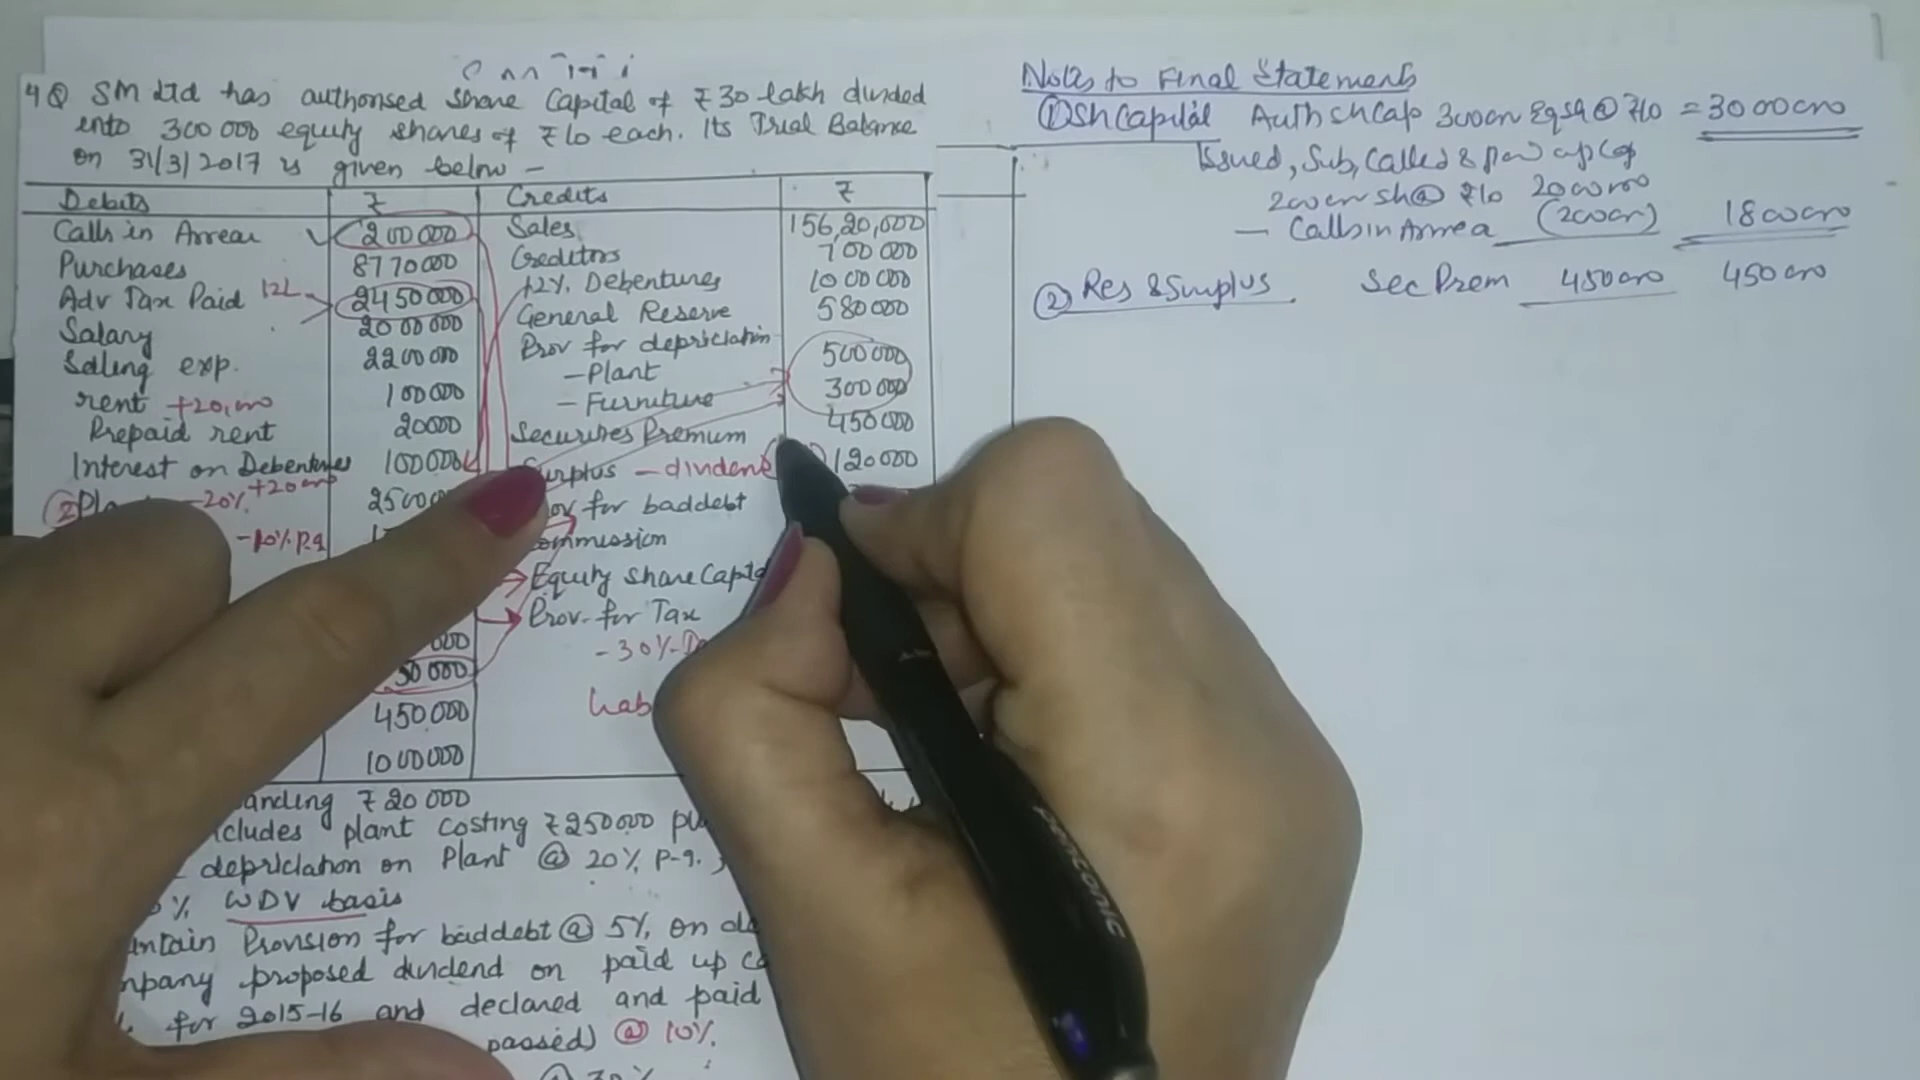 4Q SM Ltd has authorised Share Capital of ₹30 lakh divided
into 300000 equity shares of ₹10 each. Its Trial Balance
on 31/3/2017 is given below -
Debits ₹ Credits ₹
Calls in Arrear 200000 Sales 156,20,000
Purchases 8770000 Creditors 700000
Adv Tax Paid 12L 2450000 12% Debentures 1000000
Salary 2000000 General Reserve 580000
Selling exp. 2200000 Prov for depriciation
- Plant 500000
rent +20,000 100000 - Furniture 300000
Prepaid rent 20000 Securities Premium 450000
Interest on Debentures 100000 Surplus - dividend 120000
② -20% +20000 for baddebt
-10% p.a Commission
Equity Share
Prov. for Tax
-30%
450000
1000000
₹20000
plant costing ₹250000
depriciation on Plant @ 20% p.a.
% WDV basis
Provision for baddebt @ 5% on
proposed dividend on paid up
for 2015-16 and declared and paid
passed) @ 10%.
Notes to Final Statements
① Sh Capital Auth Sh Cap 300000 Eq Sh @ ₹10 = 3000000
Issued, Sub, Called & Paid up Cap
200000 sh @ ₹10 2000000
- Calls in Arrea (200000) 1800000
② Res & Surplus Sec Prem 450000 450000
penconic